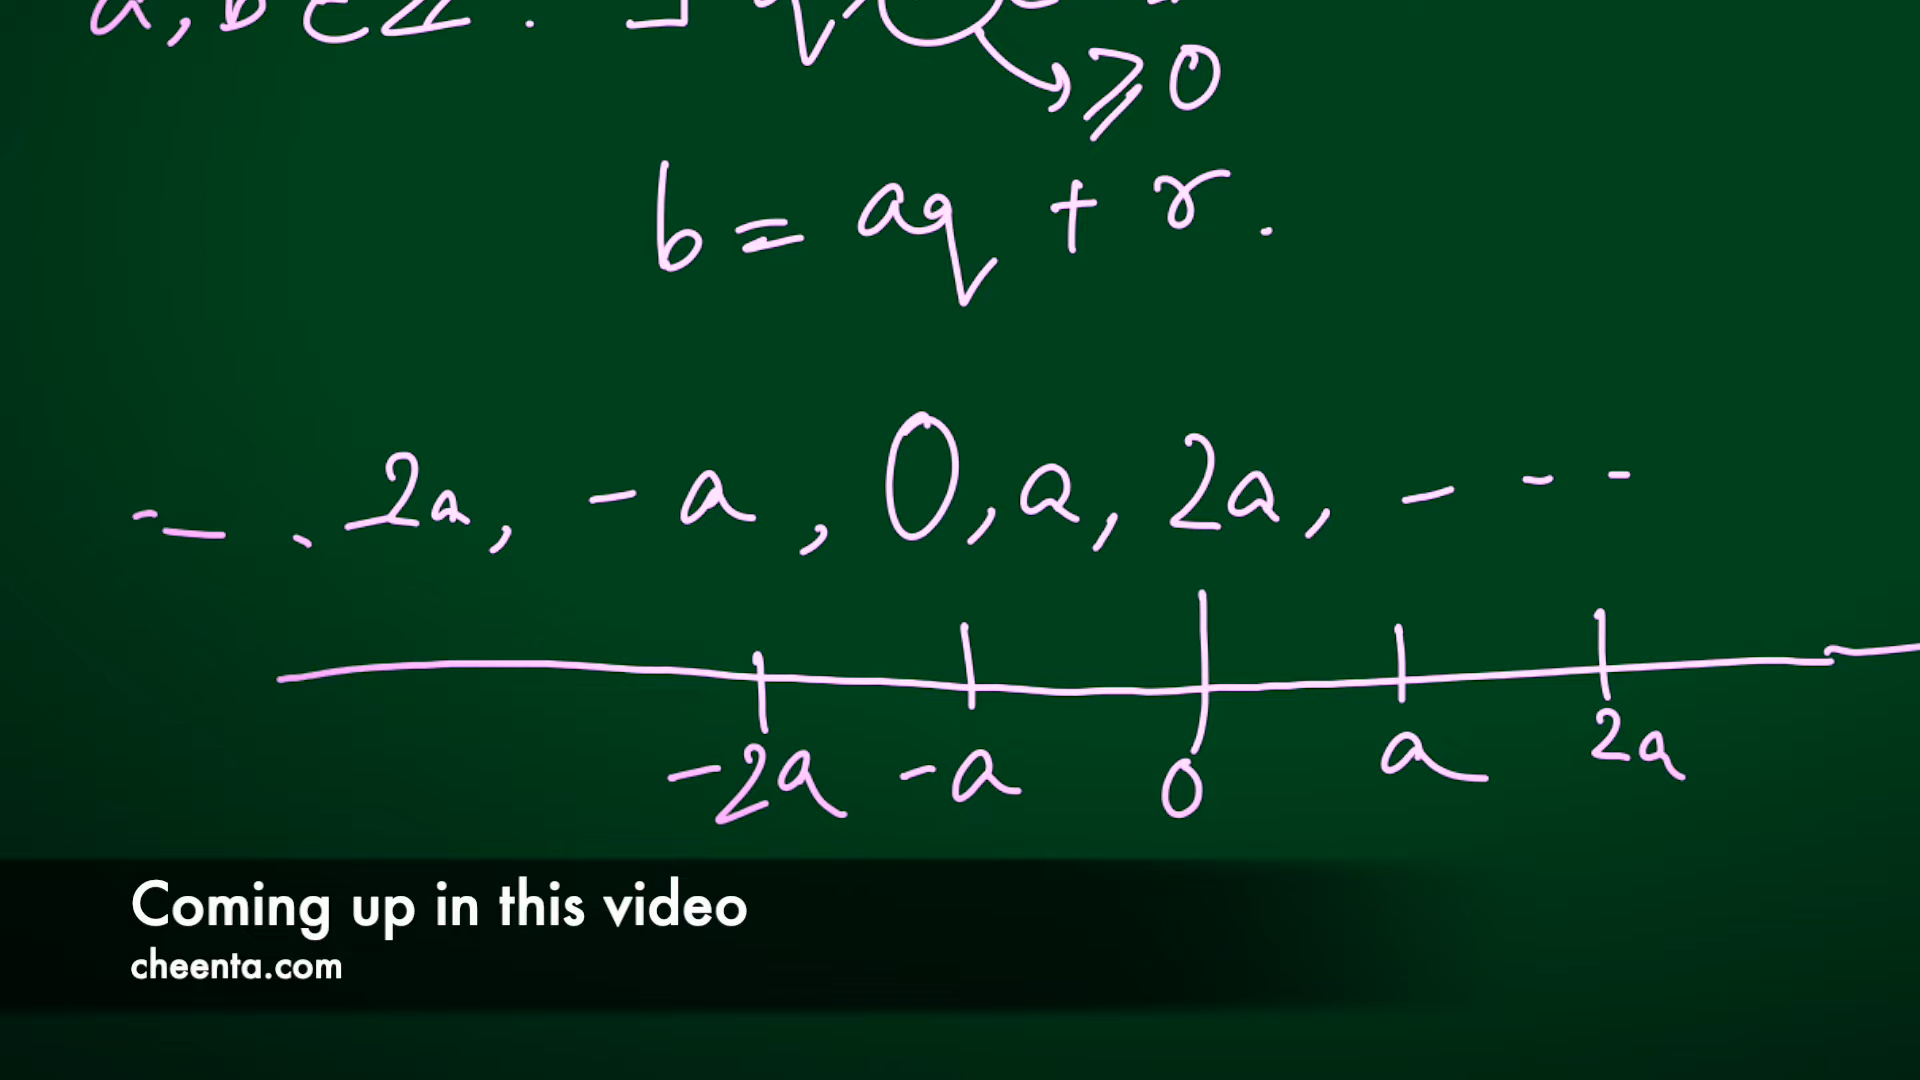 a, b ∈ Z . ∃ q,
≥ 0
b = aq + r .
- — . 2a, - a , 0, a, 2a, - - -
-2a -a 0 a 2a
Coming up in this video
cheenta.com